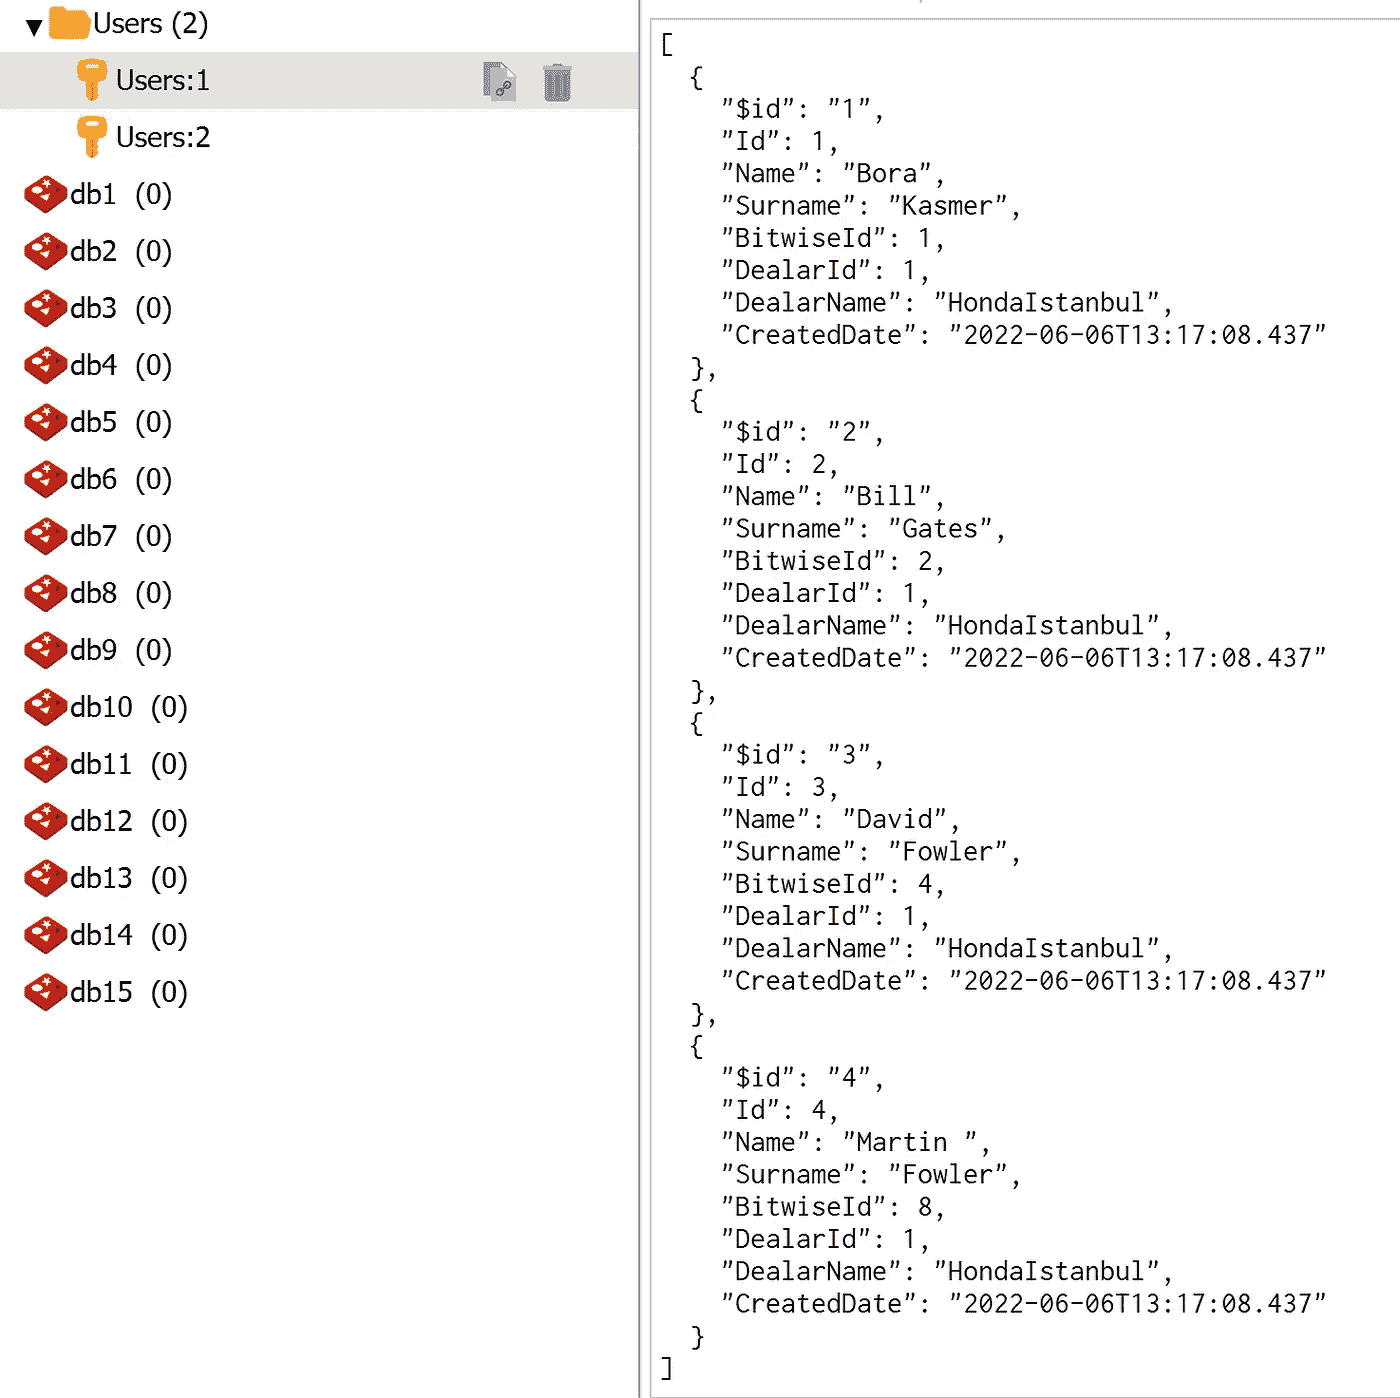 Users (2)
Users:1
Users:2
db1 (0)
db2 (0)
db3 (0)
db4 (0)
db5 (0)
db6 (0)
db7 (0)
db8 (0)
db9 (0)
db10 (0)
db11 (0)
db12 (0)
db13 (0)
db14 (0)
db15 (0)
[
  {
    "$id": "1",
    "Id": 1,
    "Name": "Bora",
    "Surname": "Kasmer",
    "BitwiseId": 1,
    "DealarId": 1,
    "DealarName": "HondaIstanbul",
    "CreatedDate": "2022-06-06T13:17:08.437"
  },
  {
    "$id": "2",
    "Id": 2,
    "Name": "Bill",
    "Surname": "Gates",
    "BitwiseId": 2,
    "DealarId": 1,
    "DealarName": "HondaIstanbul",
    "CreatedDate": "2022-06-06T13:17:08.437"
  },
  {
    "$id": "3",
    "Id": 3,
    "Name": "David",
    "Surname": "Fowler",
    "BitwiseId": 4,
    "DealarId": 1,
    "DealarName": "HondaIstanbul",
    "CreatedDate": "2022-06-06T13:17:08.437"
  },
  {
    "$id": "4",
    "Id": 4,
    "Name": "Martin ",
    "Surname": "Fowler",
    "BitwiseId": 8,
    "DealarId": 1,
    "DealarName": "HondaIstanbul",
    "CreatedDate": "2022-06-06T13:17:08.437"
  }
]